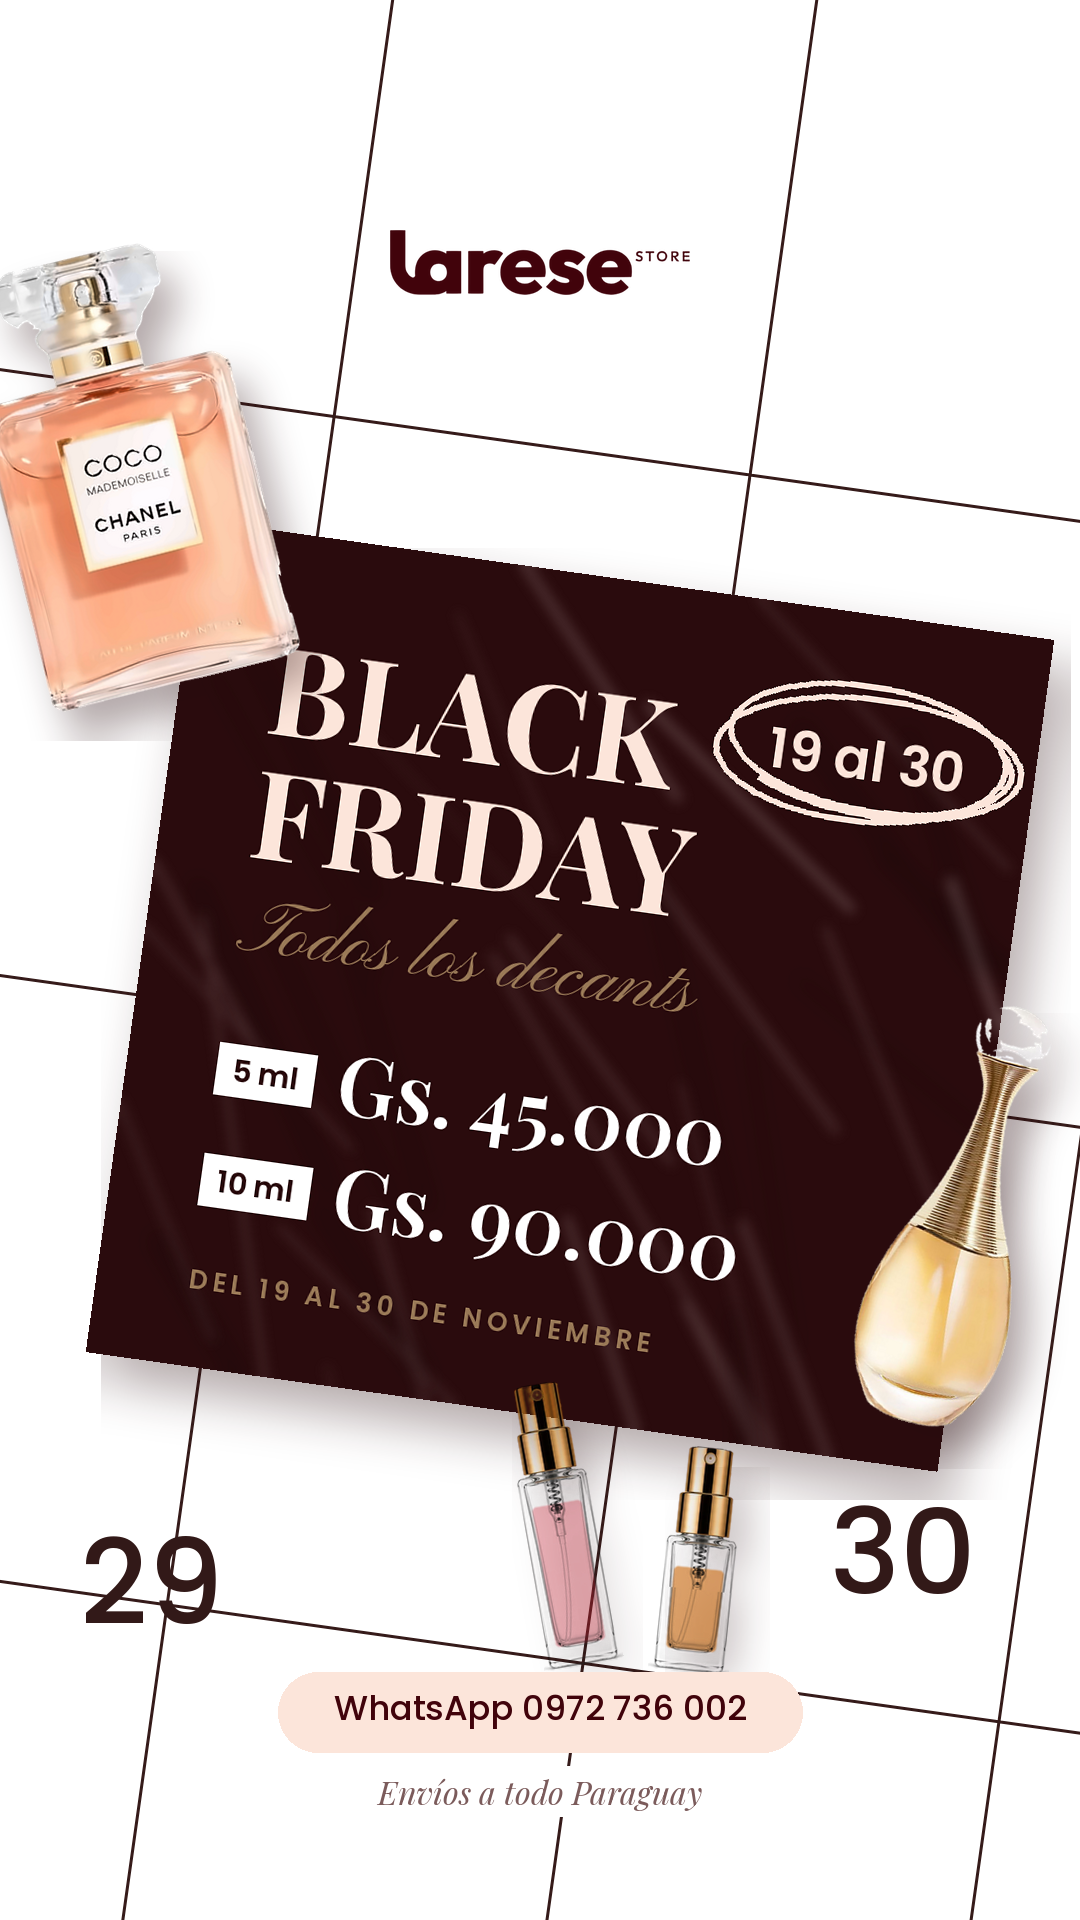 Larese STORE
COCO
MADEMOISELLE
CHANEL
PARIS
BLACK
FRIDAY
19 al 30
Todos los decants
5 ml Gs. 45.000
10 ml Gs. 90.000
DEL 19 AL 30 DE NOVIEMBRE
29
30
WhatsApp 0972 736 002
Envíos a todo Paraguay